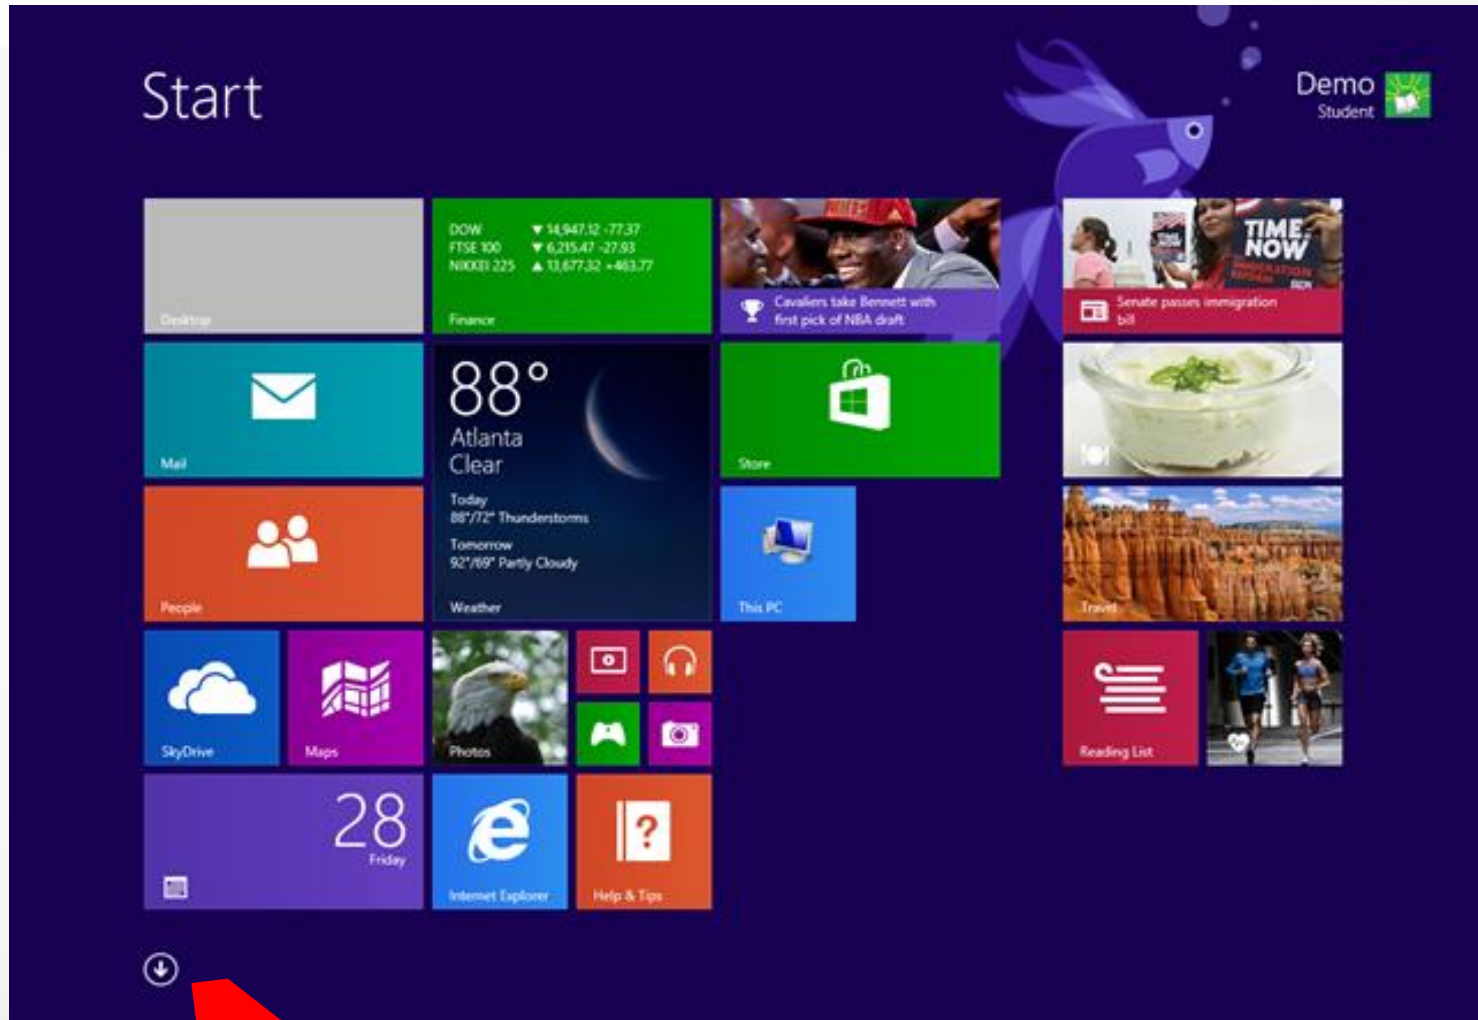 Start
Demo
Student
Desktop
DOW ▼ 14,947.12 -77.37
FTSE 100 ▼ 6,215.47 -27.93
NIKKEI 225 ▲ 13,677.32 +463.77
Finance
Cavaliers take Bennett with
first pick of NBA draft
TIME
NOW
IMMIGRATION
REFORM
Senate passes immigration
bill
Mail
88°
Atlanta
Clear
Today
88°/72° Thunderstorms
Tomorrow
92°/69° Partly Cloudy
Weather
Store
People
This PC
Travel
SkyDrive
Maps
Photos
Reading List
28
Friday
Internet Explorer
?
Help & Tips